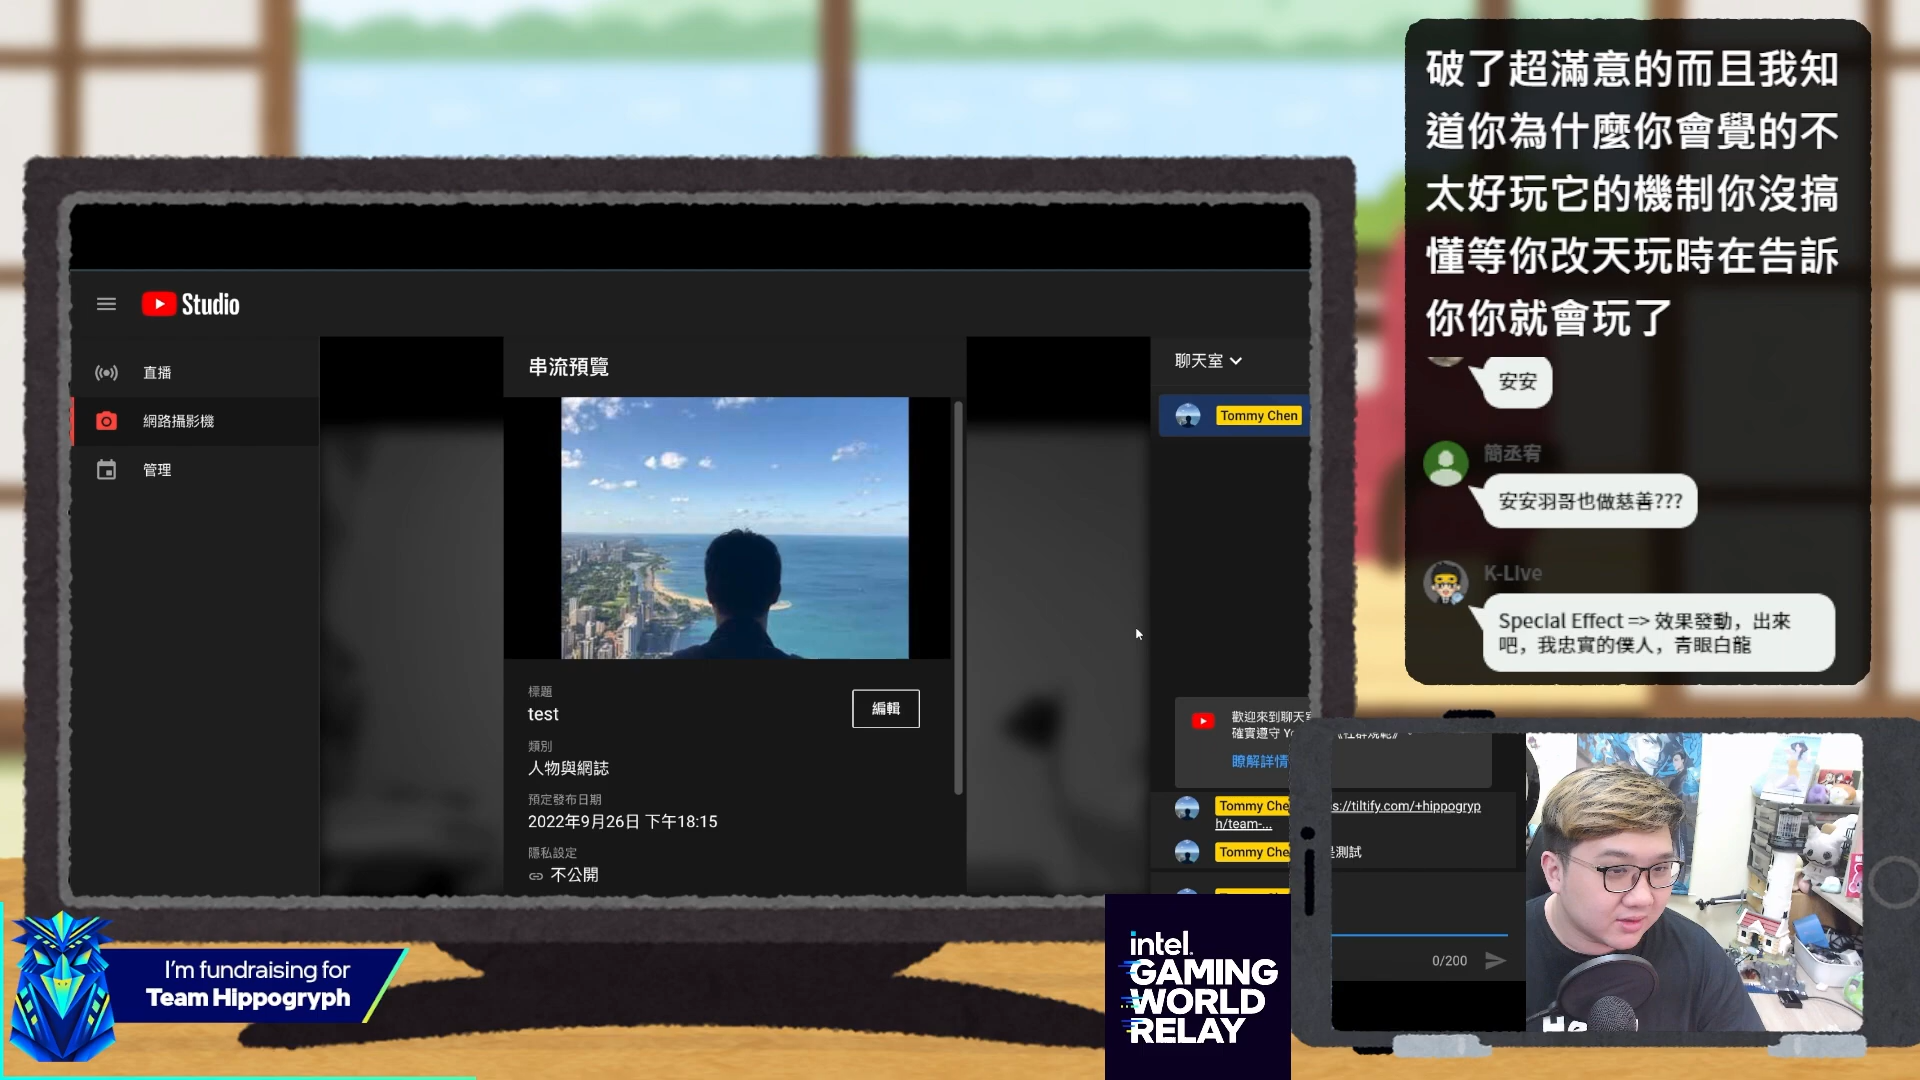 破了超滿意的而且我知
道你為什麼你會覺的不
太好玩它的機制你沒搞
懂等你改天玩時在告訴
你你就會玩了
安安
簡丞宥
安安羽哥也做慈善???
K-LIve
Special Effect => 效果發動，出來
吧，我忠實的僕人，青眼白龍
Studio
直播
網路攝影機
管理
串流預覽
標題
test
編輯
類別
人物與網誌
預定發布日期
2022年9月26日 下午18:15
隱私設定
不公開
聊天室
Tommy Chen
歡迎來到聊天
確實遵守
瞭解詳情
Tommy Che
s://tiltify.com/+hippogryp
h/team-...
Tommy Che
測試
0/200
I'm fundraising for
Team Hippogryph
intel.
GAMING
WORLD
RELAY